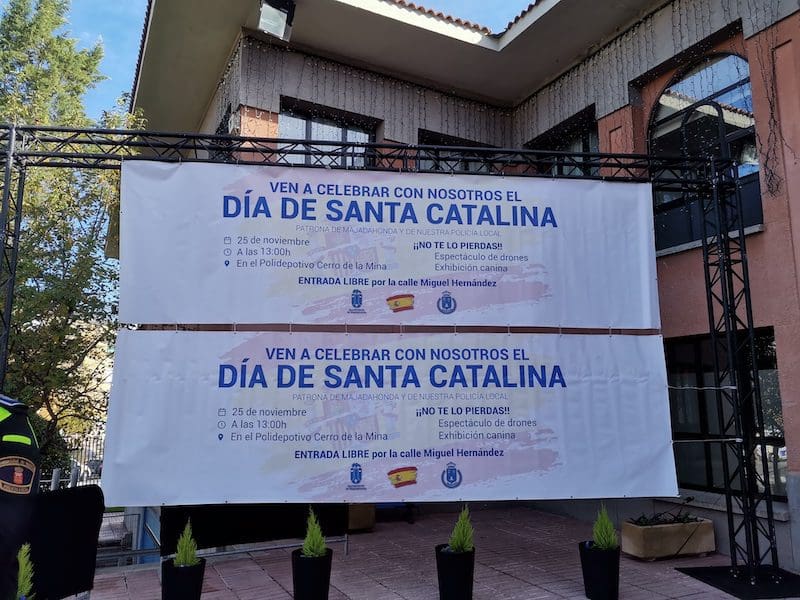 VEN A CELEBRAR CON NOSOTROS EL
DÍA DE SANTA CATALINA
PATRONA DE MAJADAHONDA Y DE NUESTRA POLICÍA LOCAL
25 de noviembre
A las 13:00h
En el Polidepotivo Cerro de la Mina
¡¡NO TE LO PIERDAS!!
Espectáculo de drones
Exhibición canina
ENTRADA LIBRE por la calle Miguel Hernández
VEN A CELEBRAR CON NOSOTROS EL
DÍA DE SANTA CATALINA
PATRONA DE MAJADAHONDA Y DE NUESTRA POLICÍA LOCAL
25 de noviembre
A las 13:00h
En el Polidepotivo Cerro de la Mina
¡¡NO TE LO PIERDAS!!
Espectáculo de drones
Exhibición canina
ENTRADA LIBRE por la calle Miguel Hernández